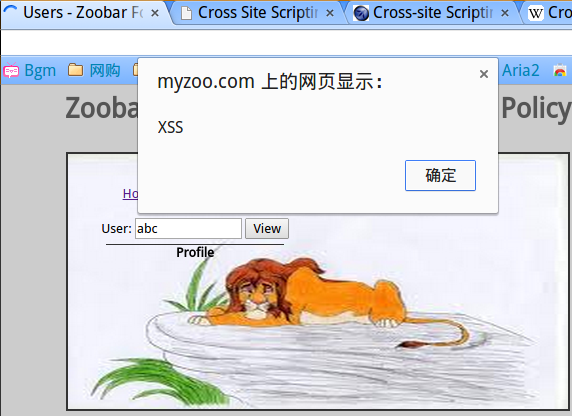 Users - Zoobar Fo
Cross Site Scriptin
Cross-site Scriptin
W Cro
Bgm
网购
Aria2
Zooba
Policy
myzoo.com 上的网页显示：
XSS
确定
Ho
User: abc View
Profile